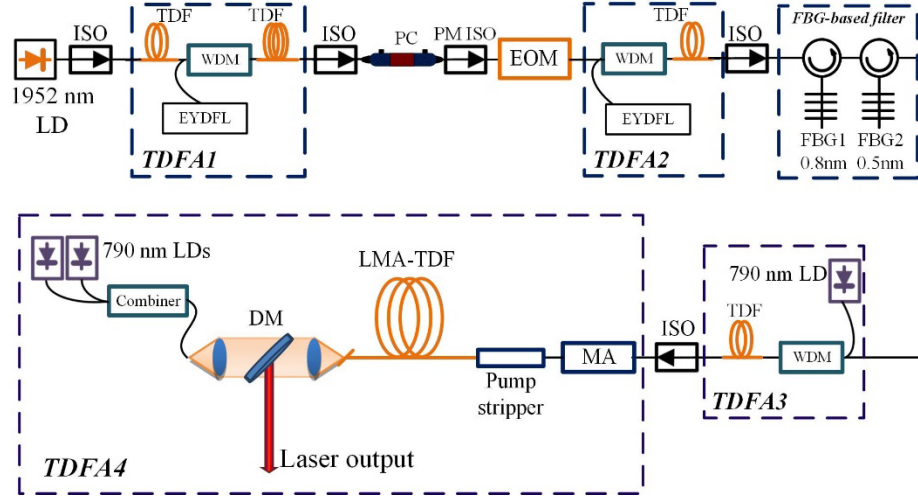 ISO
TDF
TDF
ISO
PC
PM ISO
TDF
ISO
FBG-based filter
WDM
EOM
WDM
1952 nm
LD
EYDFL
EYDFL
TDFA1
TDFA2
FBG1
0.8nm
FBG2
0.5nm
790 nm LDs
Combiner
LMA-TDF
DM
790 nm LD
TDF
ISO
WDM
MA
Pump
stripper
TDFA3
Laser output
TDFA4